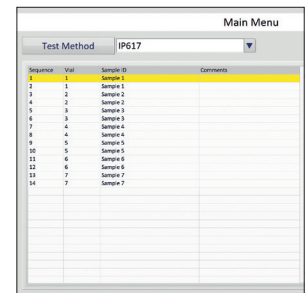 Main Menu
Test Method IP617
Sequence Vial Sample ID Comments
1 1 Sample 1
2 1 Sample 1
3 2 Sample 2
4 2 Sample 2
5 3 Sample 3
6 3 Sample 3
7 4 Sample 4
8 4 Sample 4
9 5 Sample 5
10 5 Sample 5
11 6 Sample 6
12 6 Sample 6
13 7 Sample 7
14 7 Sample 7